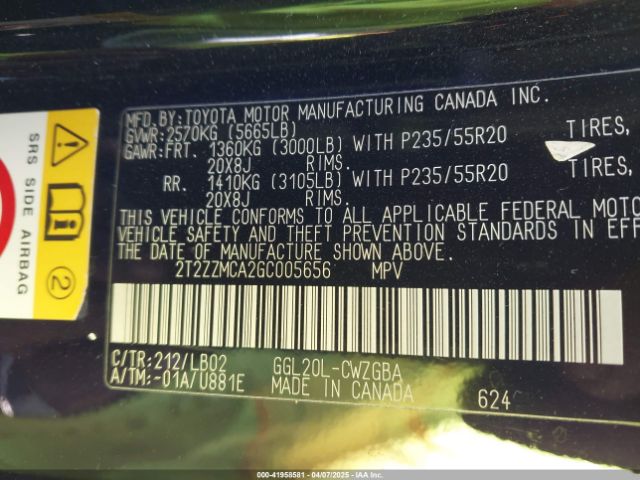 MFD.BY:TOYOTA MOTOR MANUFACTURING CANADA INC.
GVWR:2570KG (5665LB)
GAWR:FRT. 1360KG (3000LB) WITH P235/55R20 TIRES,
20X8J RIMS.
RR. 1410KG (3105LB) WITH P235/55R20 TIRES,
20X8J RIMS.
THIS VEHICLE CONFORMS TO ALL APPLICABLE FEDERAL MOTO
VEHICLE SAFETY AND THEFT PREVENTION STANDARDS IN EFF
THE DATE OF MANUFACTURE SHOWN ABOVE.
2T2ZZMCA2GC005656 MPV
C/TR:212/LB02 GGL20L-CWZGBA
A/TM:-01A/U881E MADE IN CANADA 624
SRS SIDE AIRBAG
2
000-41958581 - 04/07/2025 - IAAI Inc.